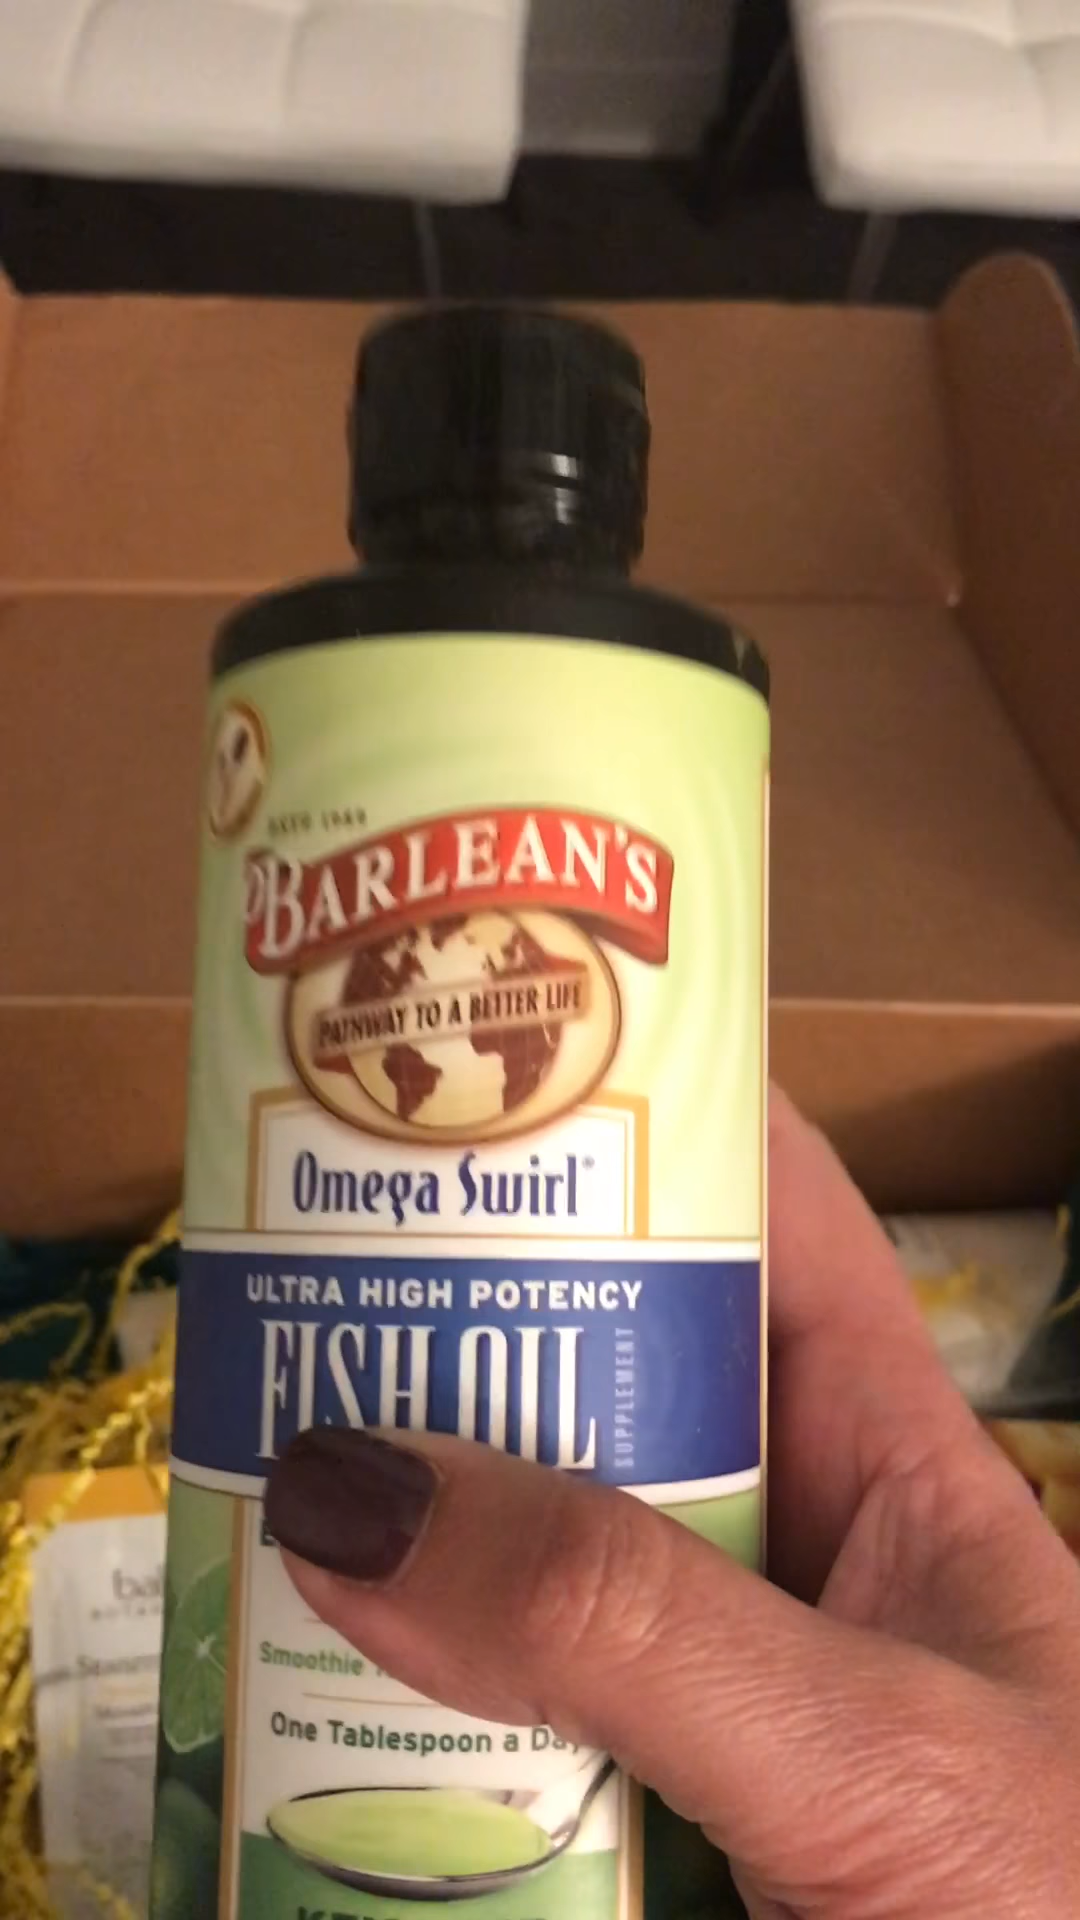 ESTD 1989
BARLEAN'S
PATHWAY TO A BETTER LIFE
Omega Swirl®
ULTRA HIGH POTENCY
FISH OIL
SUPPLEMENT
Smoothie
One Tablespoon a Day